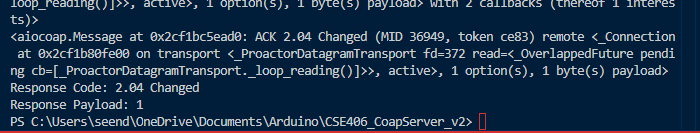 loop_reading()]>>, active>, 1 option(s), 1 byte(s) payload> with 2 callbacks (thereof 1 interes
ts)>
<aiocoap.Message at 0x2cf1bc5ead0: ACK 2.04 Changed (MID 36949, token ce83) remote <_Connection
 at 0x2cf1b80fe00 on transport <_ProactorDatagramTransport fd=372 read=<_OverlappedFuture pendi
ng cb=[_ProactorDatagramTransport._loop_reading()]>>, active>, 1 option(s), 1 byte(s) payload>
Response Code: 2.04 Changed
Response Payload: 1
PS C:\Users\seend\OneDrive\Documents\Arduino\CSE406_CoapServer_v2>